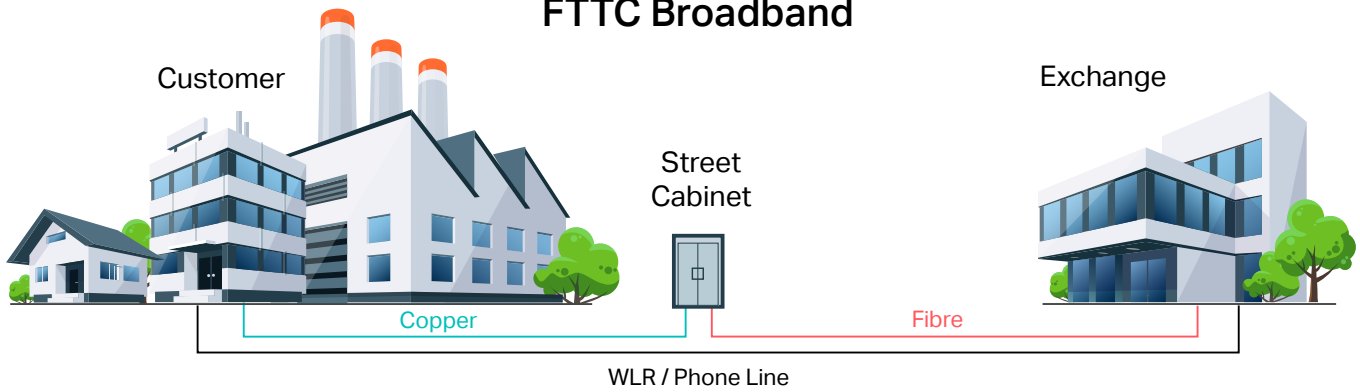 FTTC Broadband
Customer
Exchange
Street
Cabinet
Copper
Fibre
WLR / Phone Line